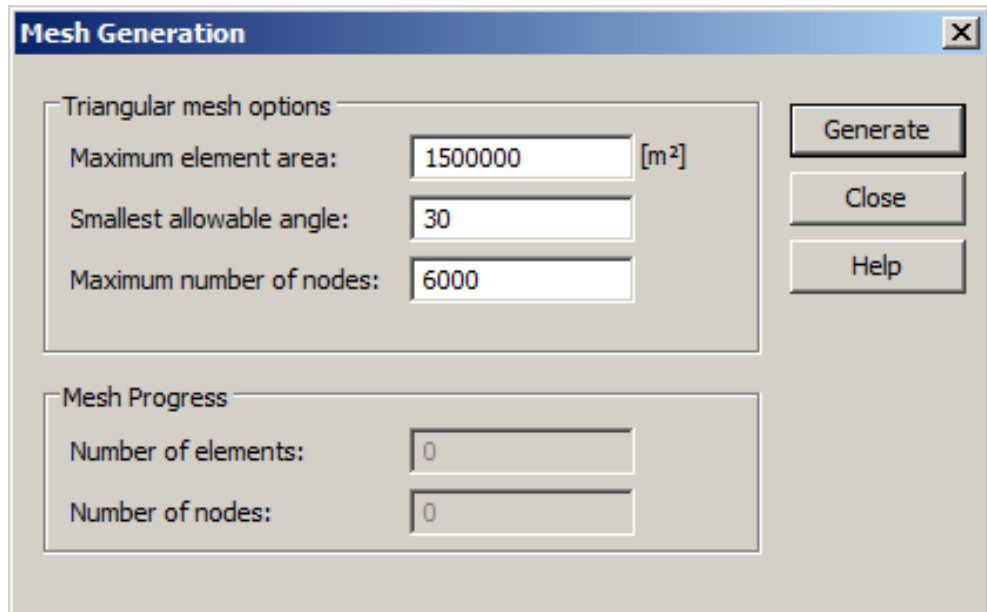 Mesh Generation
Triangular mesh options
Maximum element area: 1500000 [m²]
Smallest allowable angle: 30
Maximum number of nodes: 6000
Generate
Close
Help
Mesh Progress
Number of elements: 0
Number of nodes: 0